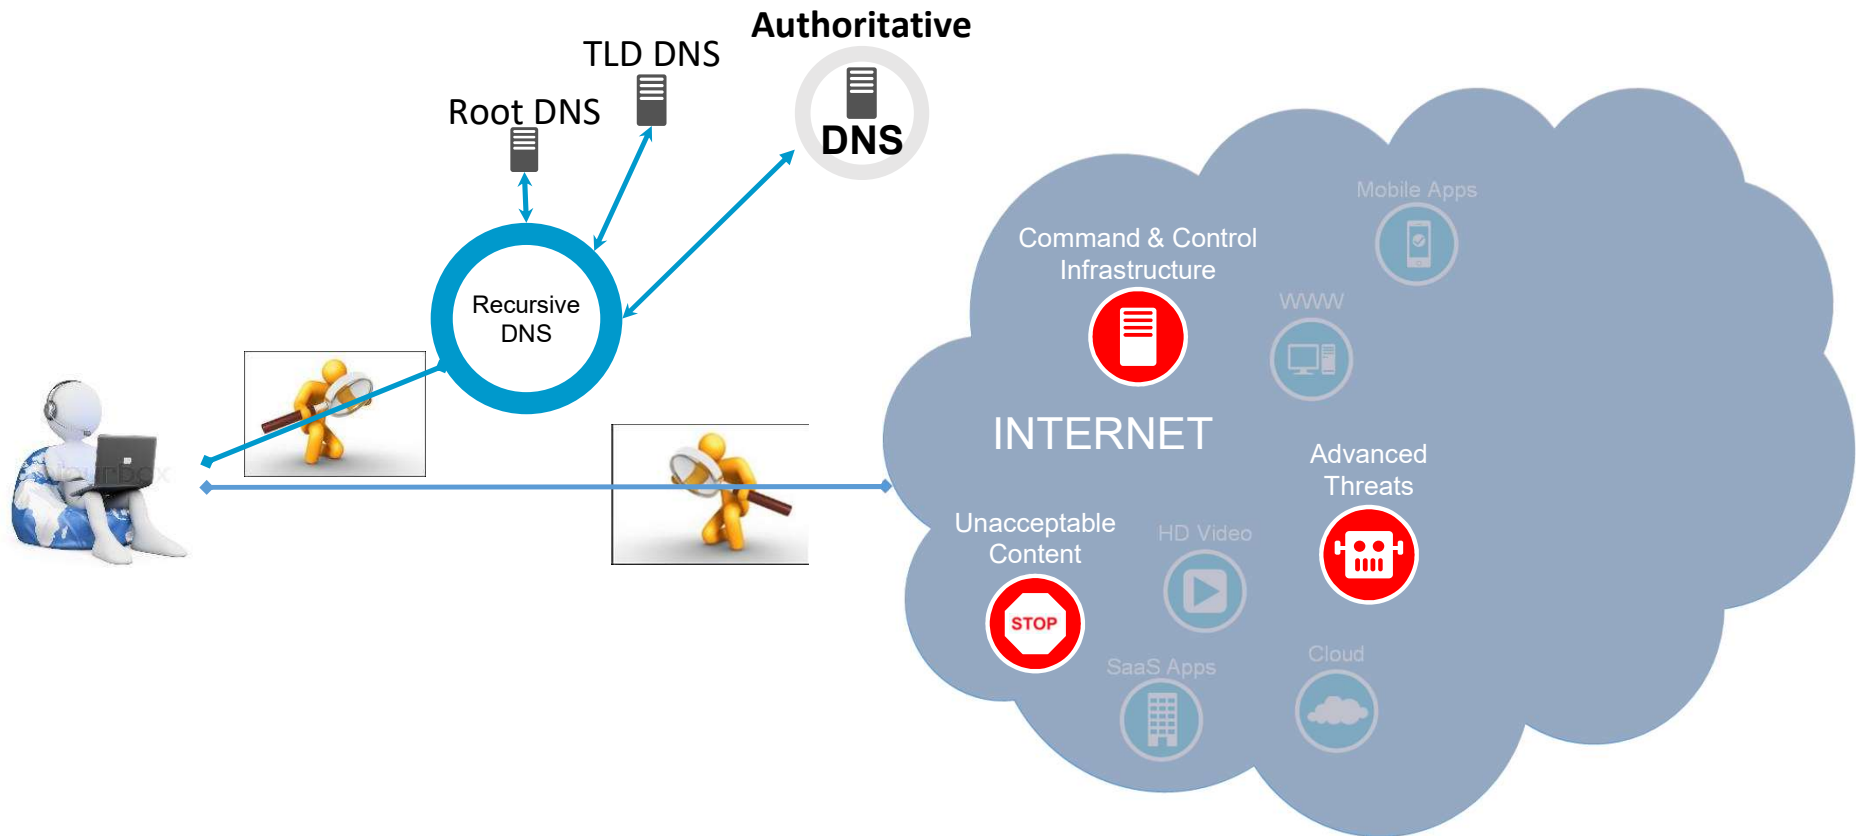 Authoritative
TLD DNS
Root DNS
DNS
Mobile Apps
Command & Control
Infrastructure
WWW
Recursive
DNS
INTERNET
Advanced
Threats
Unacceptable
Content
HD Video
STOP
SaaS Apps
Cloud